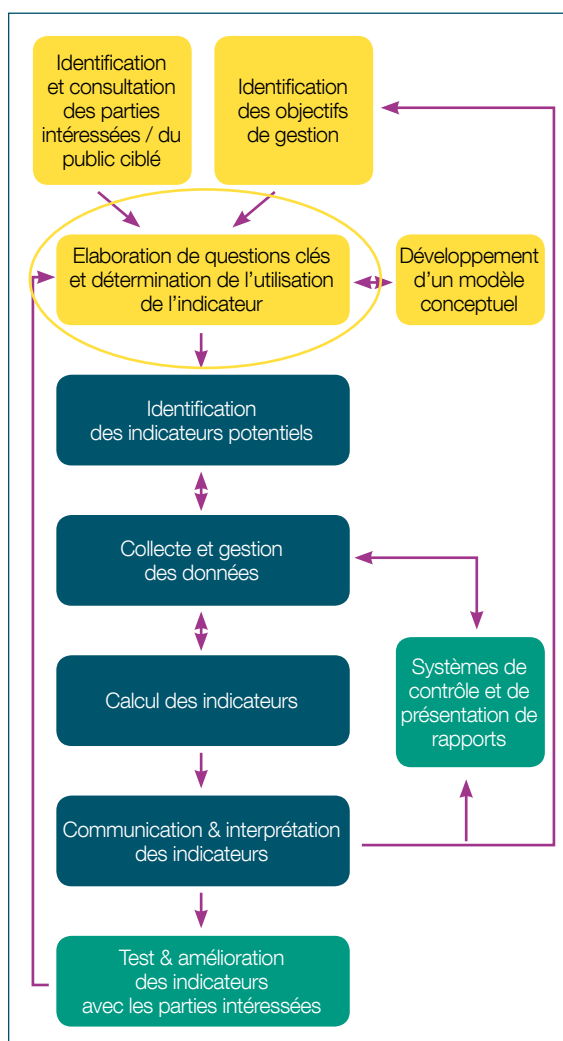 Identification
et consultation
des parties
intéressées / du
public ciblé
Identification
des objectifs
de gestion
Elaboration de questions clés
et détermination de l'utilisation
de l'indicateur
Développement
d'un modèle
conceptuel
Identification
des indicateurs potentiels
Collecte et gestion
des données
Systèmes de
contrôle et de
présentation de
rapports
Calcul des indicateurs
Communication & interprétation
des indicateurs
Test & amélioration
des indicateurs
avec les parties intéressées